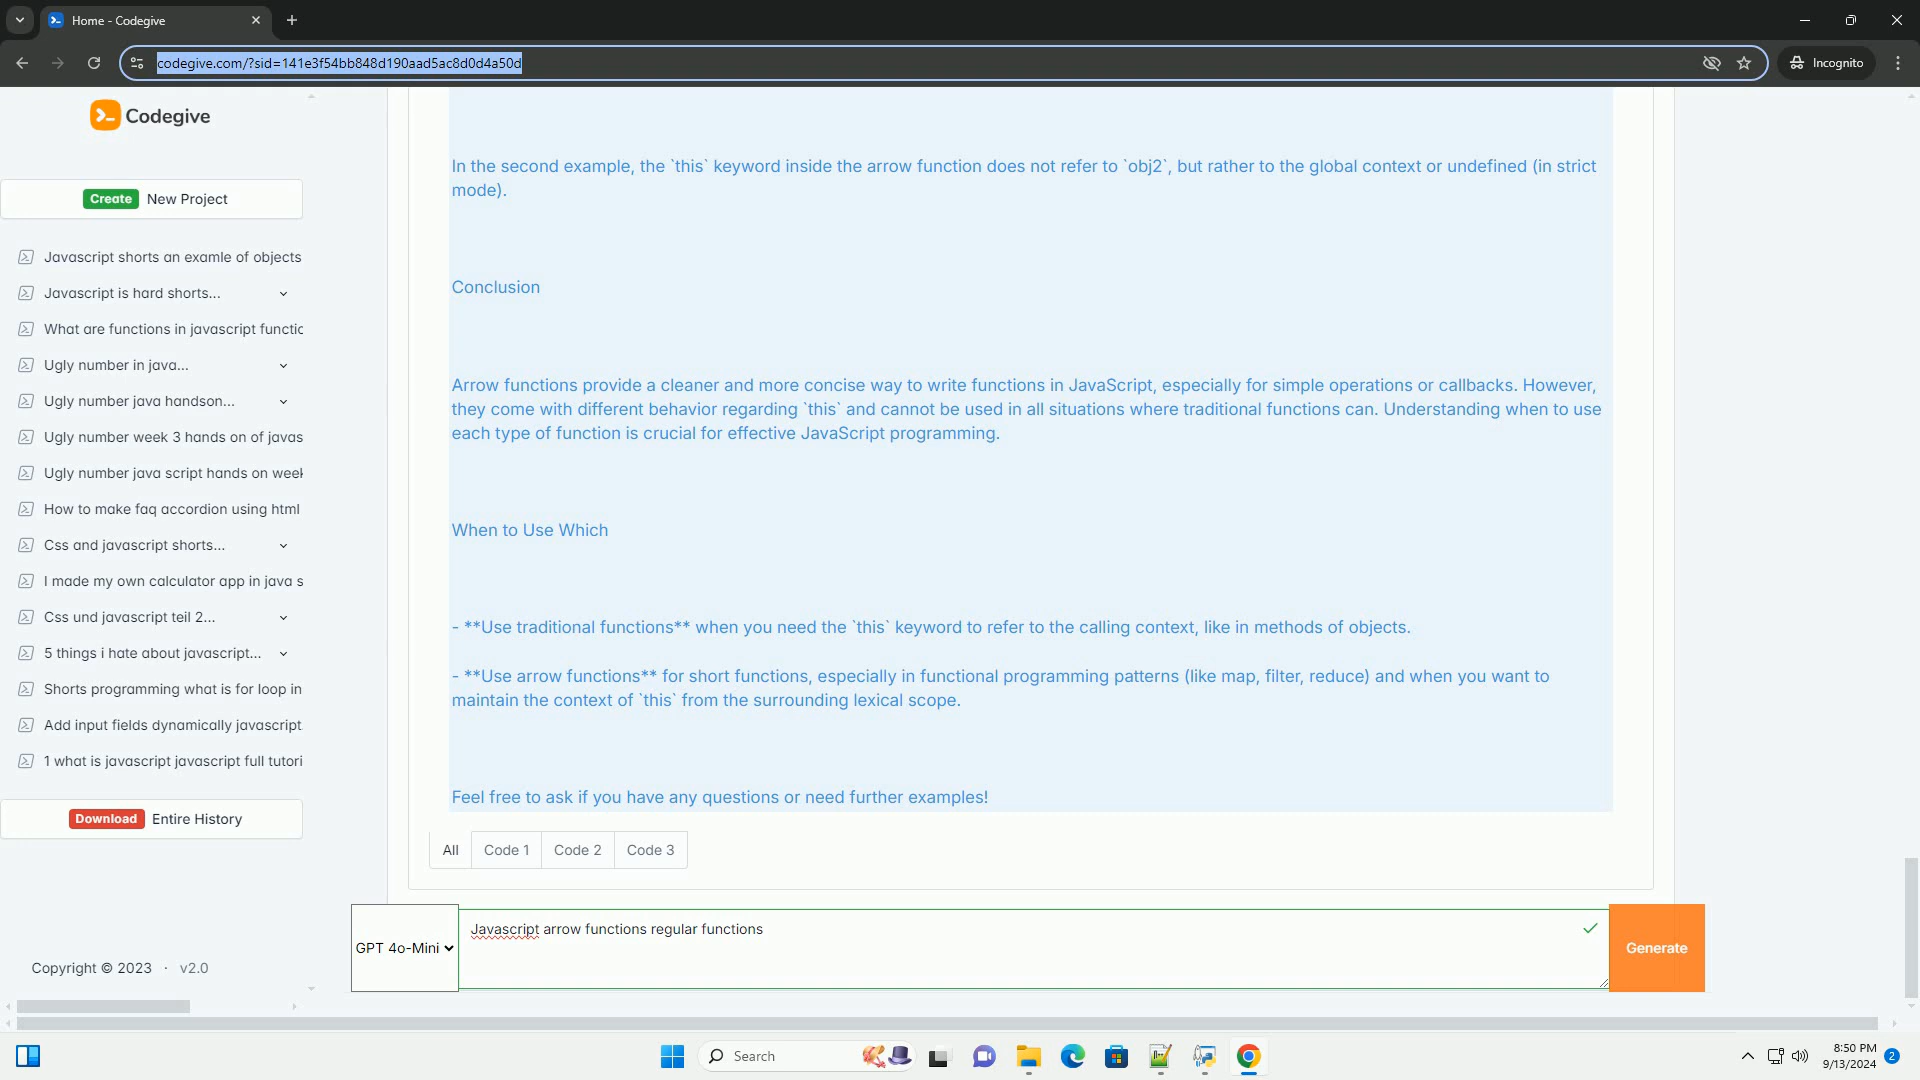 Home - Codegive
codegive.com/?sid=141e3f54bb848d190aad5ac8d0d4a50d
Incognito
Codegive
Create New Project
Javascript shorts an examle of objects
Javascript is hard shorts...
What are functions in javascript functic
Ugly number in java...
Ugly number java handson...
Ugly number week 3 hands on of javas
Ugly number java script hands on week
How to make faq accordion using html
Css and javascript shorts...
I made my own calculator app in java s
Css und javascript teil 2...
5 things i hate about javascript...
Shorts programming what is for loop in
Add input fields dynamically javascript
1 what is javascript javascript full tutori
Download Entire History
Copyright © 2023 · v2.0
In the second example, the `this` keyword inside the arrow function does not refer to `obj2`, but rather to the global context or undefined (in strict
mode).
Conclusion
Arrow functions provide a cleaner and more concise way to write functions in JavaScript, especially for simple operations or callbacks. However,
they come with different behavior regarding `this` and cannot be used in all situations where traditional functions can. Understanding when to use
each type of function is crucial for effective JavaScript programming.
When to Use Which
- **Use traditional functions** when you need the `this` keyword to refer to the calling context, like in methods of objects.
- **Use arrow functions** for short functions, especially in functional programming patterns (like map, filter, reduce) and when you want to
maintain the context of `this` from the surrounding lexical scope.
Feel free to ask if you have any questions or need further examples!
All Code 1 Code 2 Code 3
GPT 4o-Mini
Javascript arrow functions regular functions
Generate
Search
8:50 PM
9/13/2024
2